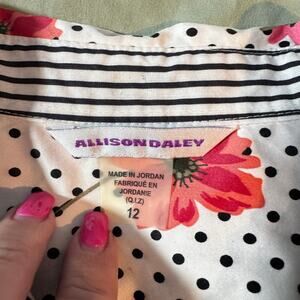 ALLISON DALEY
MADE IN JORDAN
FABRIQUÉ EN
JORDANIE
(Q.I.Z)
12